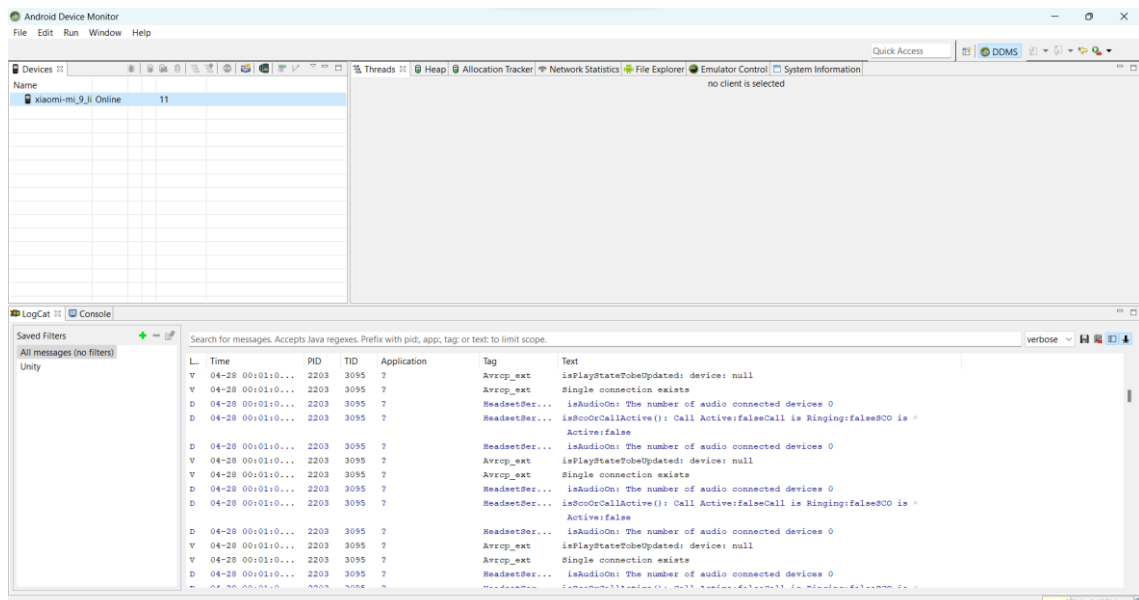 Android Device Monitor
File Edit Run Window Help
Quick Access
DDMS
Devices
Threads Heap Allocation Tracker Network Statistics File Explorer Emulator Control System Information
Name
no client is selected
xiaomi-mi_9_li Online 11
LogCat Console
Saved Filters
Search for messages. Accepts Java regexes. Prefix with pid:, app:, tag: or text: to limit scope.
verbose
All messages (no filters)
Unity
L... Time PID TID Application Tag Text
V 04-28 00:01:0... 2203 3095 ? Avrcp_ext isPlayStateTobeUpdated: device: null
V 04-28 00:01:0... 2203 3095 ? Avrcp_ext Single connection exists
D 04-28 00:01:0... 2203 3095 ? HeadsetSer... isAudioOn: The number of audio connected devices 0
D 04-28 00:01:0... 2203 3095 ? HeadsetSer... isScoOrCallActive(): Call Active:falseCall is Ringing:falseSCO is
Active:false
D 04-28 00:01:0... 2203 3095 ? HeadsetSer... isAudioOn: The number of audio connected devices 0
V 04-28 00:01:0... 2203 3095 ? Avrcp_ext isPlayStateTobeUpdated: device: null
V 04-28 00:01:0... 2203 3095 ? Avrcp_ext Single connection exists
D 04-28 00:01:0... 2203 3095 ? HeadsetSer... isAudioOn: The number of audio connected devices 0
D 04-28 00:01:0... 2203 3095 ? HeadsetSer... isScoOrCallActive(): Call Active:falseCall is Ringing:falseSCO is
Active:false
D 04-28 00:01:0... 2203 3095 ? HeadsetSer... isAudioOn: The number of audio connected devices 0
V 04-28 00:01:0... 2203 3095 ? Avrcp_ext isPlayStateTobeUpdated: device: null
V 04-28 00:01:0... 2203 3095 ? Avrcp_ext Single connection exists
D 04-28 00:01:0... 2203 3095 ? HeadsetSer... isAudioOn: The number of audio connected devices 0